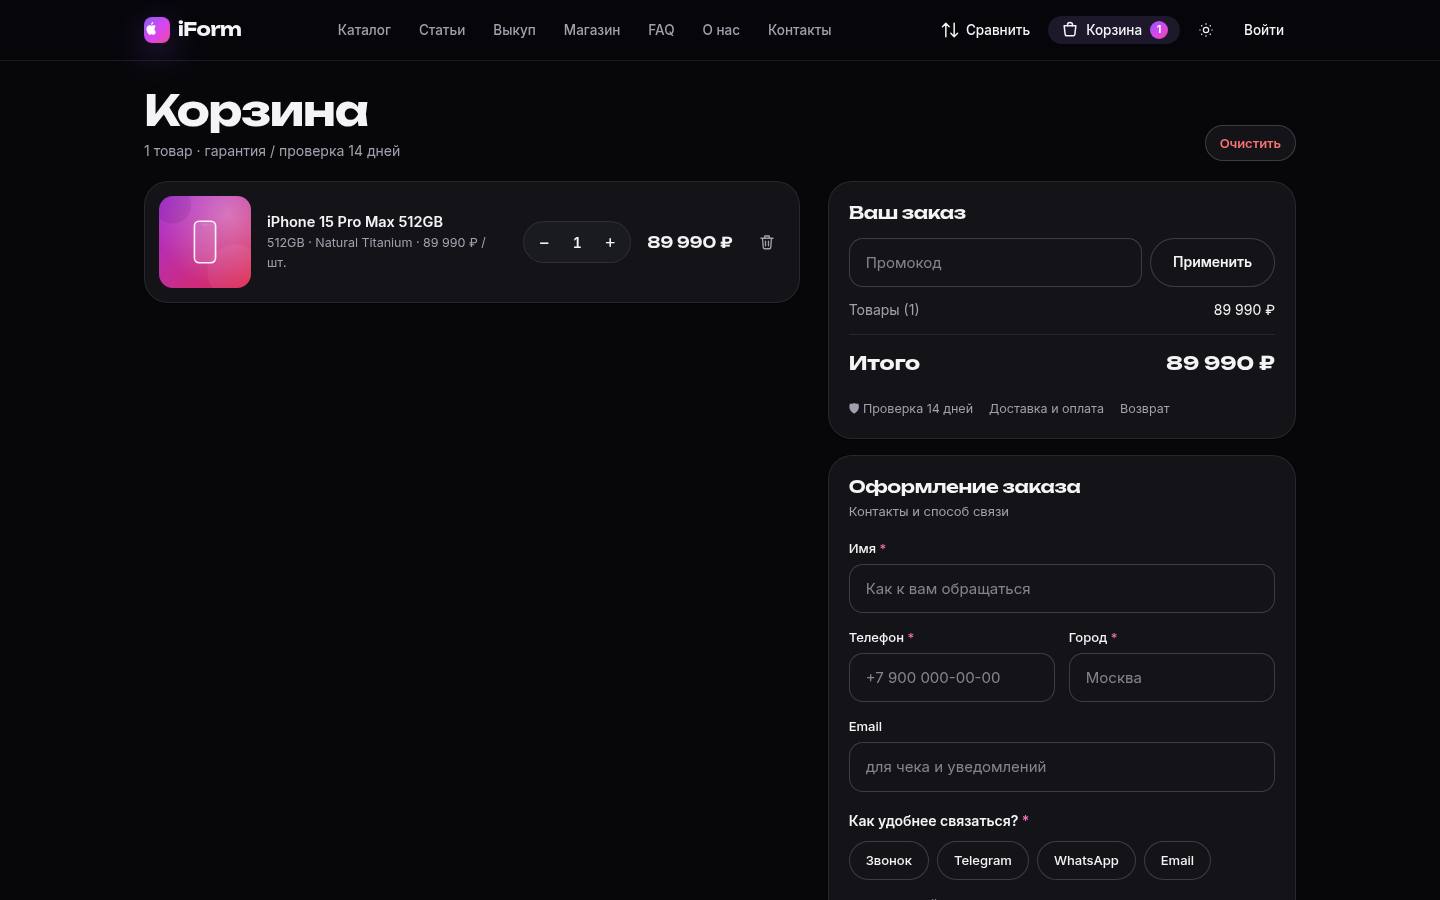 iForm
Каталог
Статьи
Выкуп
Магазин
FAQ
О нас
Контакты
Сравнить
Корзина 1
Войти
Корзина
1 товар · гарантия / проверка 14 дней
Очистить
iPhone 15 Pro Max 512GB
512GB · Natural Titanium · 89 990 ₽ /
шт.
− 1 +
89 990 ₽
Ваш заказ
Промокод
Применить
Товары (1)
89 990 ₽
Итого
89 990 ₽
Проверка 14 дней
Доставка и оплата
Возврат
Оформление заказа
Контакты и способ связи
Имя *
Как к вам обращаться
Телефон *
Город *
+7 900 000-00-00
Москва
Email
для чека и уведомлений
Как удобнее связаться? *
Звонок
Telegram
WhatsApp
Email